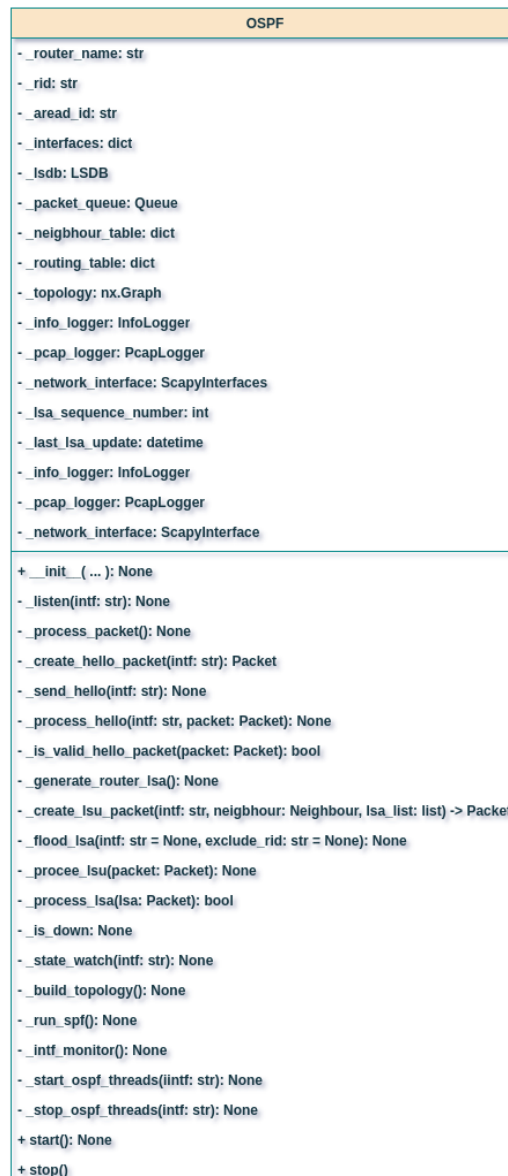 OSPF
- _router_name: str
- _rid: str
- _aread_id: str
- _interfaces: dict
- _lsdb: LSDB
- _packet_queue: Queue
- _neigbhour_table: dict
- _routing_table: dict
- _topology: nx.Graph
- _info_logger: InfoLogger
- _pcap_logger: PcapLogger
- _network_interface: ScapyInterfaces
- _lsa_sequence_number: int
- _last_lsa_update: datetime
- _info_logger: InfoLogger
- _pcap_logger: PcapLogger
- _network_interface: ScapyInterface
+ __init__( ... ): None
- _listen(intf: str): None
- _process_packet(): None
- _create_hello_packet(intf: str): Packet
- _send_hello(intf: str): None
- _process_hello(intf: str, packet: Packet): None
- _is_valid_hello_packet(packet: Packet): bool
- _generate_router_lsa(): None
- _create_lsu_packet(intf: str, neigbhour: Neighbour, lsa_list: list) -> Packet
- _flood_lsa(intf: str = None, exclude_rid: str = None): None
- _procee_lsu(packet: Packet): None
- _process_lsa(lsa: Packet): bool
- _is_down: None
- _state_watch(intf: str): None
- _build_topology(): None
- _run_spf(): None
- _intf_monitor(): None
- _start_ospf_threads(iintf: str): None
- _stop_ospf_threads(intf: str): None
+ start(): None
+ stop()